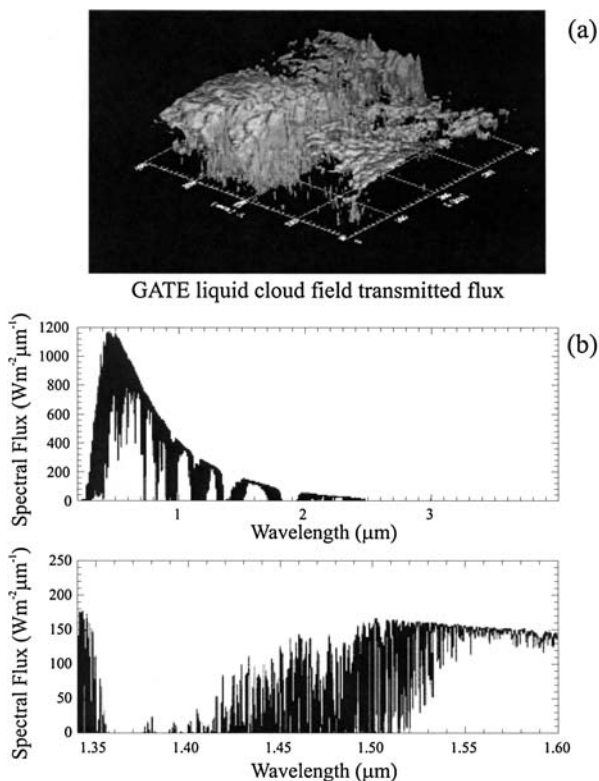 (a)
GATE liquid cloud field transmitted flux
(b)
Spectral Flux (Wm⁻²μm⁻¹)
1200
1000
800
600
400
200
0
1 2 3
Wavelength (μm)
Spectral Flux (Wm⁻²μm⁻¹)
250
200
150
100
50
0
1.35 1.40 1.45 1.50 1.55 1.60
Wavelength (μm)